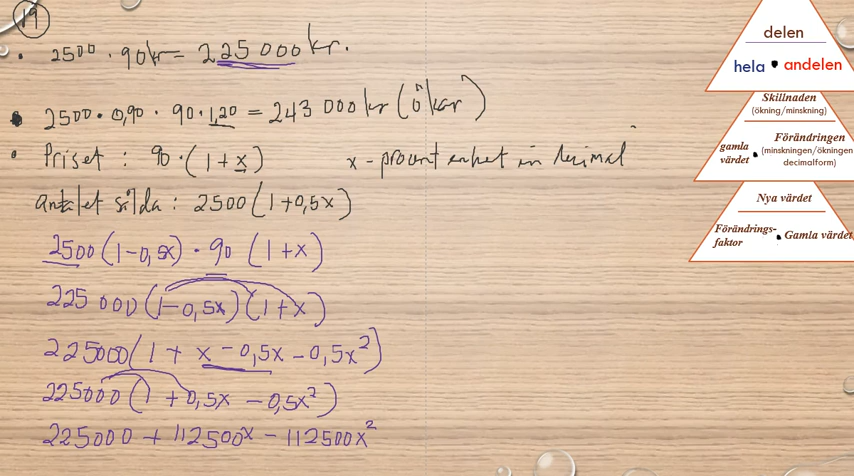 19
• 2500 · 90kr = 225 000 kr.
• 2500 · 0,90 · 90 · 1,20 = 243 000 kr (ökar)
• Priset : 90 · (1 + x) x - procent enhet in decimal
antalet sålda : 2500 (1+0,5x)
2500 (1-0,5x) · 90 (1+x)
225 000 (1-0,5x)(1+x)
225000 (1 + x - 0,5x - 0,5x²)
225000 (1 + 0,5x - 0,5x²)
225000 + 112500x - 112500x²
delen
hela • andelen
Skillnaden
(ökning/minskning)
gamla värdet • Förändringen
(minskningen/ökningen
decimalform)
Nya värdet
Förändrings-
faktor • Gamla värdet